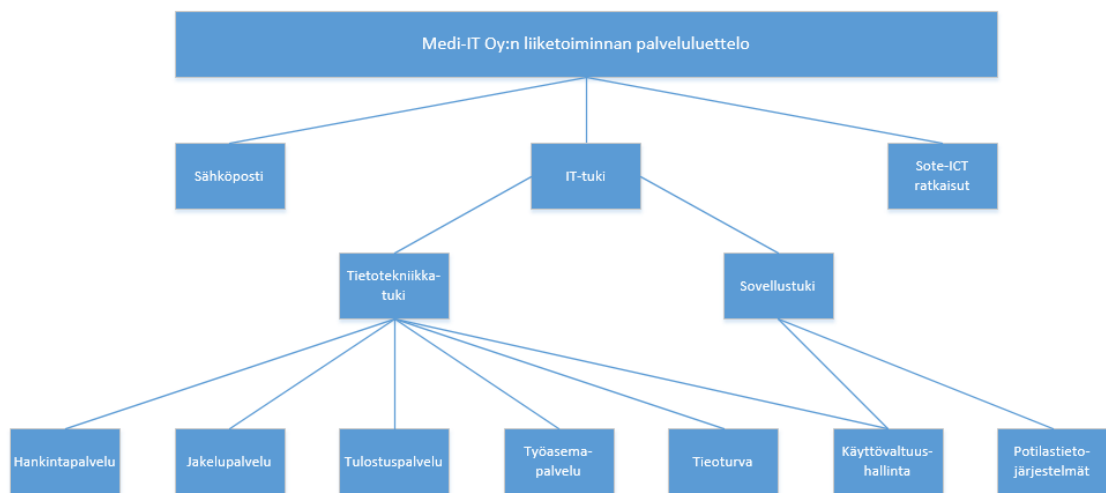 Medi-IT Oy:n liiketoiminnan palveluluettelo
Sähköposti
IT-tuki
Sote-ICT
ratkaisut
Tietotekniikka-
tuki
Sovellustuki
Hankintapalvelu
Jakelupalvelu
Tulostuspalvelu
Työasema-
palvelu
Tieoturva
Käyttövaltuus-
hallinta
Potilastieto-
järjestelmät